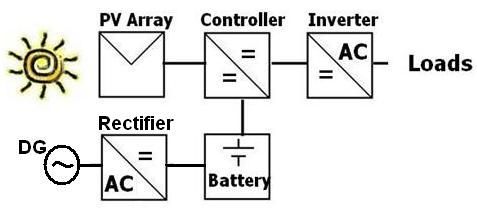 PV Array Controller Inverter
AC
Loads
Rectifier
DG
AC
Battery